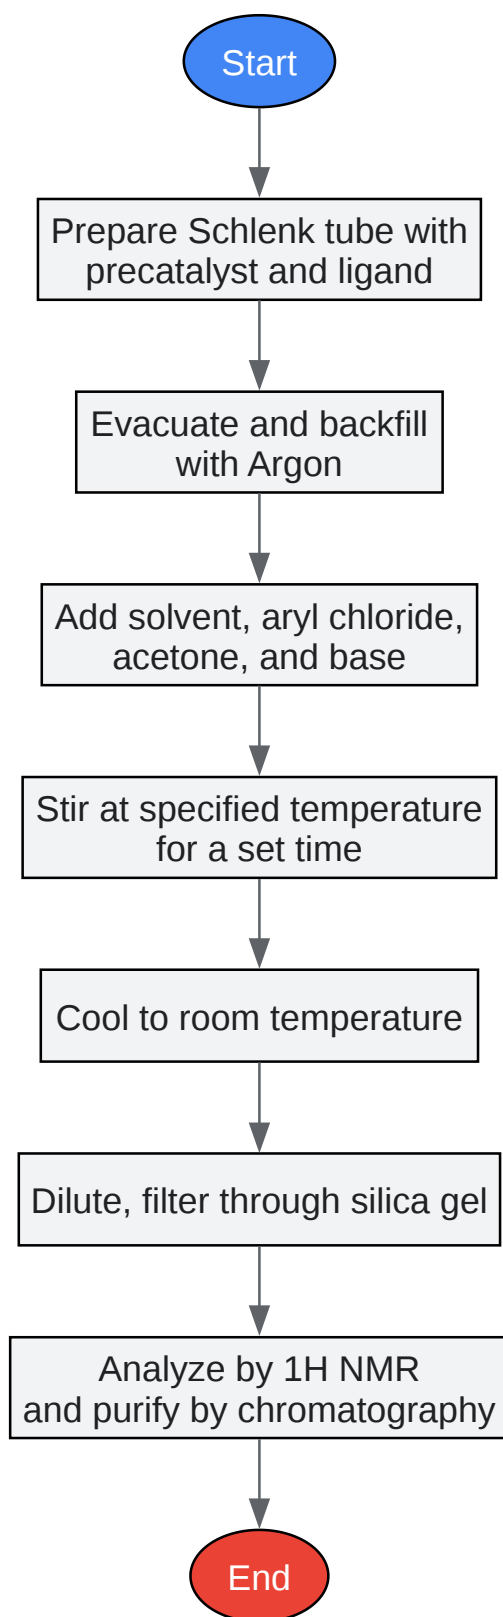 Start
Prepare Schlenk tube with
precatalyst and ligand
Evacuate and backfill
with Argon
Add solvent, aryl chloride,
acetone, and base
Stir at specified temperature
for a set time
Cool to room temperature
Dilute, filter through silica gel
Analyze by 1H NMR
and purify by chromatography
End